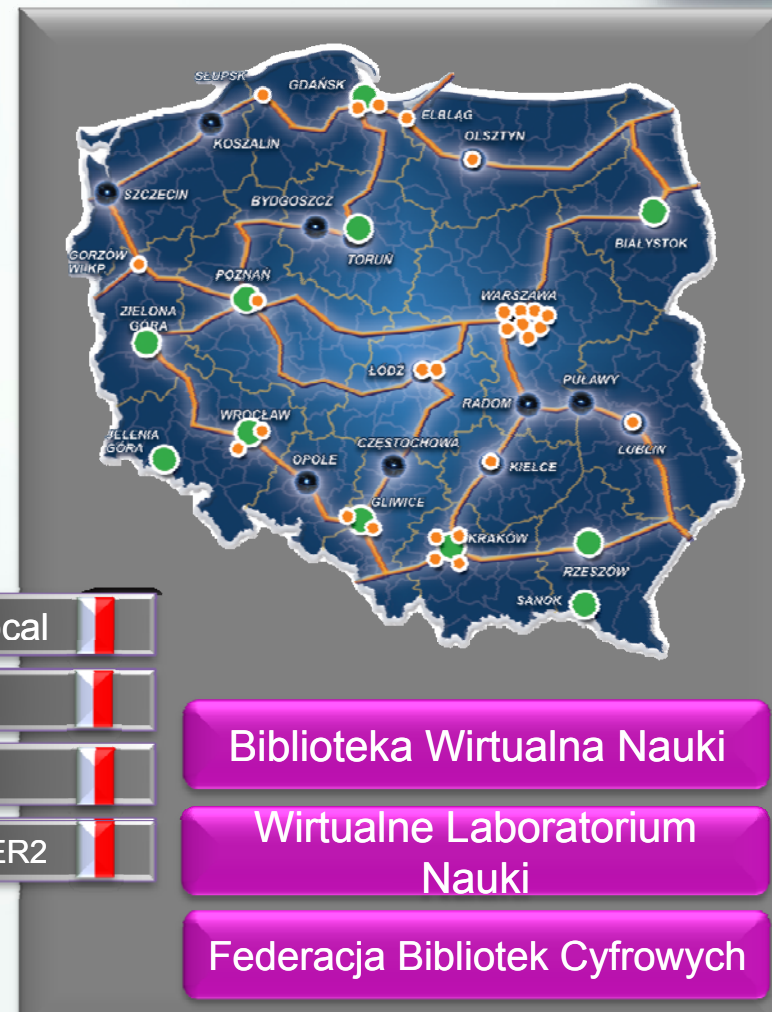 SŁUPSK
GDAŃSK
ELBLĄG
KOSZALIN
OLSZTYN
SZCZECIN
BYDGOSZCZ
TORUŃ
BIAŁYSTOK
GORZÓW
WLKP.
POZNAŃ
ZIELONA
GÓRA
WARSZAWA
ŁÓDŹ
RADOM
PUŁAWY
WROCŁAW
JELENIA
GÓRA
OPOLE
CZĘSTOCHOWA
KIELCE
LUBLIN
GLIWICE
KRAKÓW
RZESZÓW
SANOK
ocal
ER2
Biblioteka Wirtualna Nauki
Wirtualne Laboratorium
Nauki
Federacja Bibliotek Cyfrowych